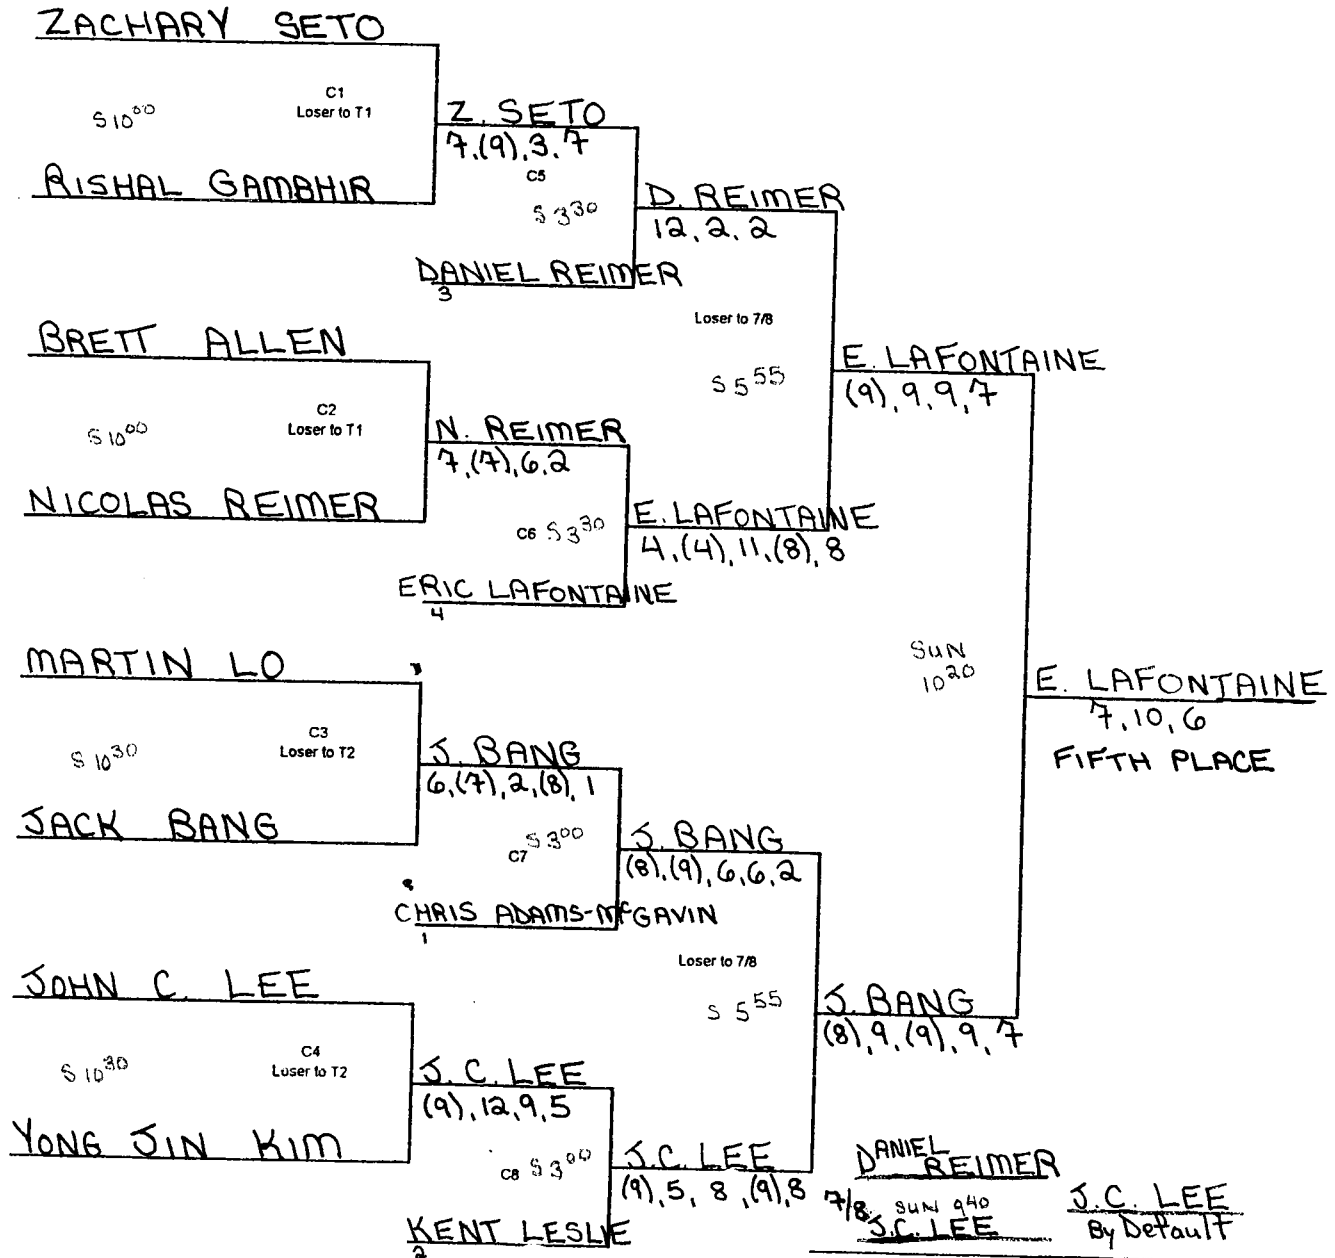 ZACHARY SETO
C1
S 10⁰⁰ Loser to T1
Z. SETO
7,(9),3,7
RISHAL GAMBHIR
C5
S 3³⁰
D. REIMER
12, 2, 2
DANIEL REIMER
3
Loser to 7/8
BRETT ALLEN
E. LAFONTAINE
S 5⁵⁵
(9), 9, 9, 7
C2
S 10⁰⁰ Loser to T1
N. REIMER
7,(7),6,2
NICOLAS REIMER
E. LAFONTAINE
C6 S 3³⁰
4,(4), 11,(8), 8
ERIC LAFONTAINE
4
MARTIN LO
SUN
10²⁰
E. LAFONTAINE
7, 10, 6
FIFTH PLACE
C3
S 10³⁰ Loser to T2
J. BANG
6,(7),2,(8), 1
JACK BANG
C7 S 3⁰⁰
J. BANG
(8),(9), 6,6,2
CHRIS ADAMS-McGAVIN
1
Loser to 7/8
JOHN C. LEE
S 5⁵⁵
J. BANG
(8), 9, (9), 9, 7
C4
S 10³⁰ Loser to T2
J. C. LEE
(9), 12, 9, 5
YONG JIN KIM
C8 S 3⁰⁰
J.C. LEE
(9), 5, 8 ,(9), 8
KENT LESLIE
2
DANIEL
REIMER
7/8 SUN 9⁴⁰
J.C. LEE
J.C. LEE
By Default